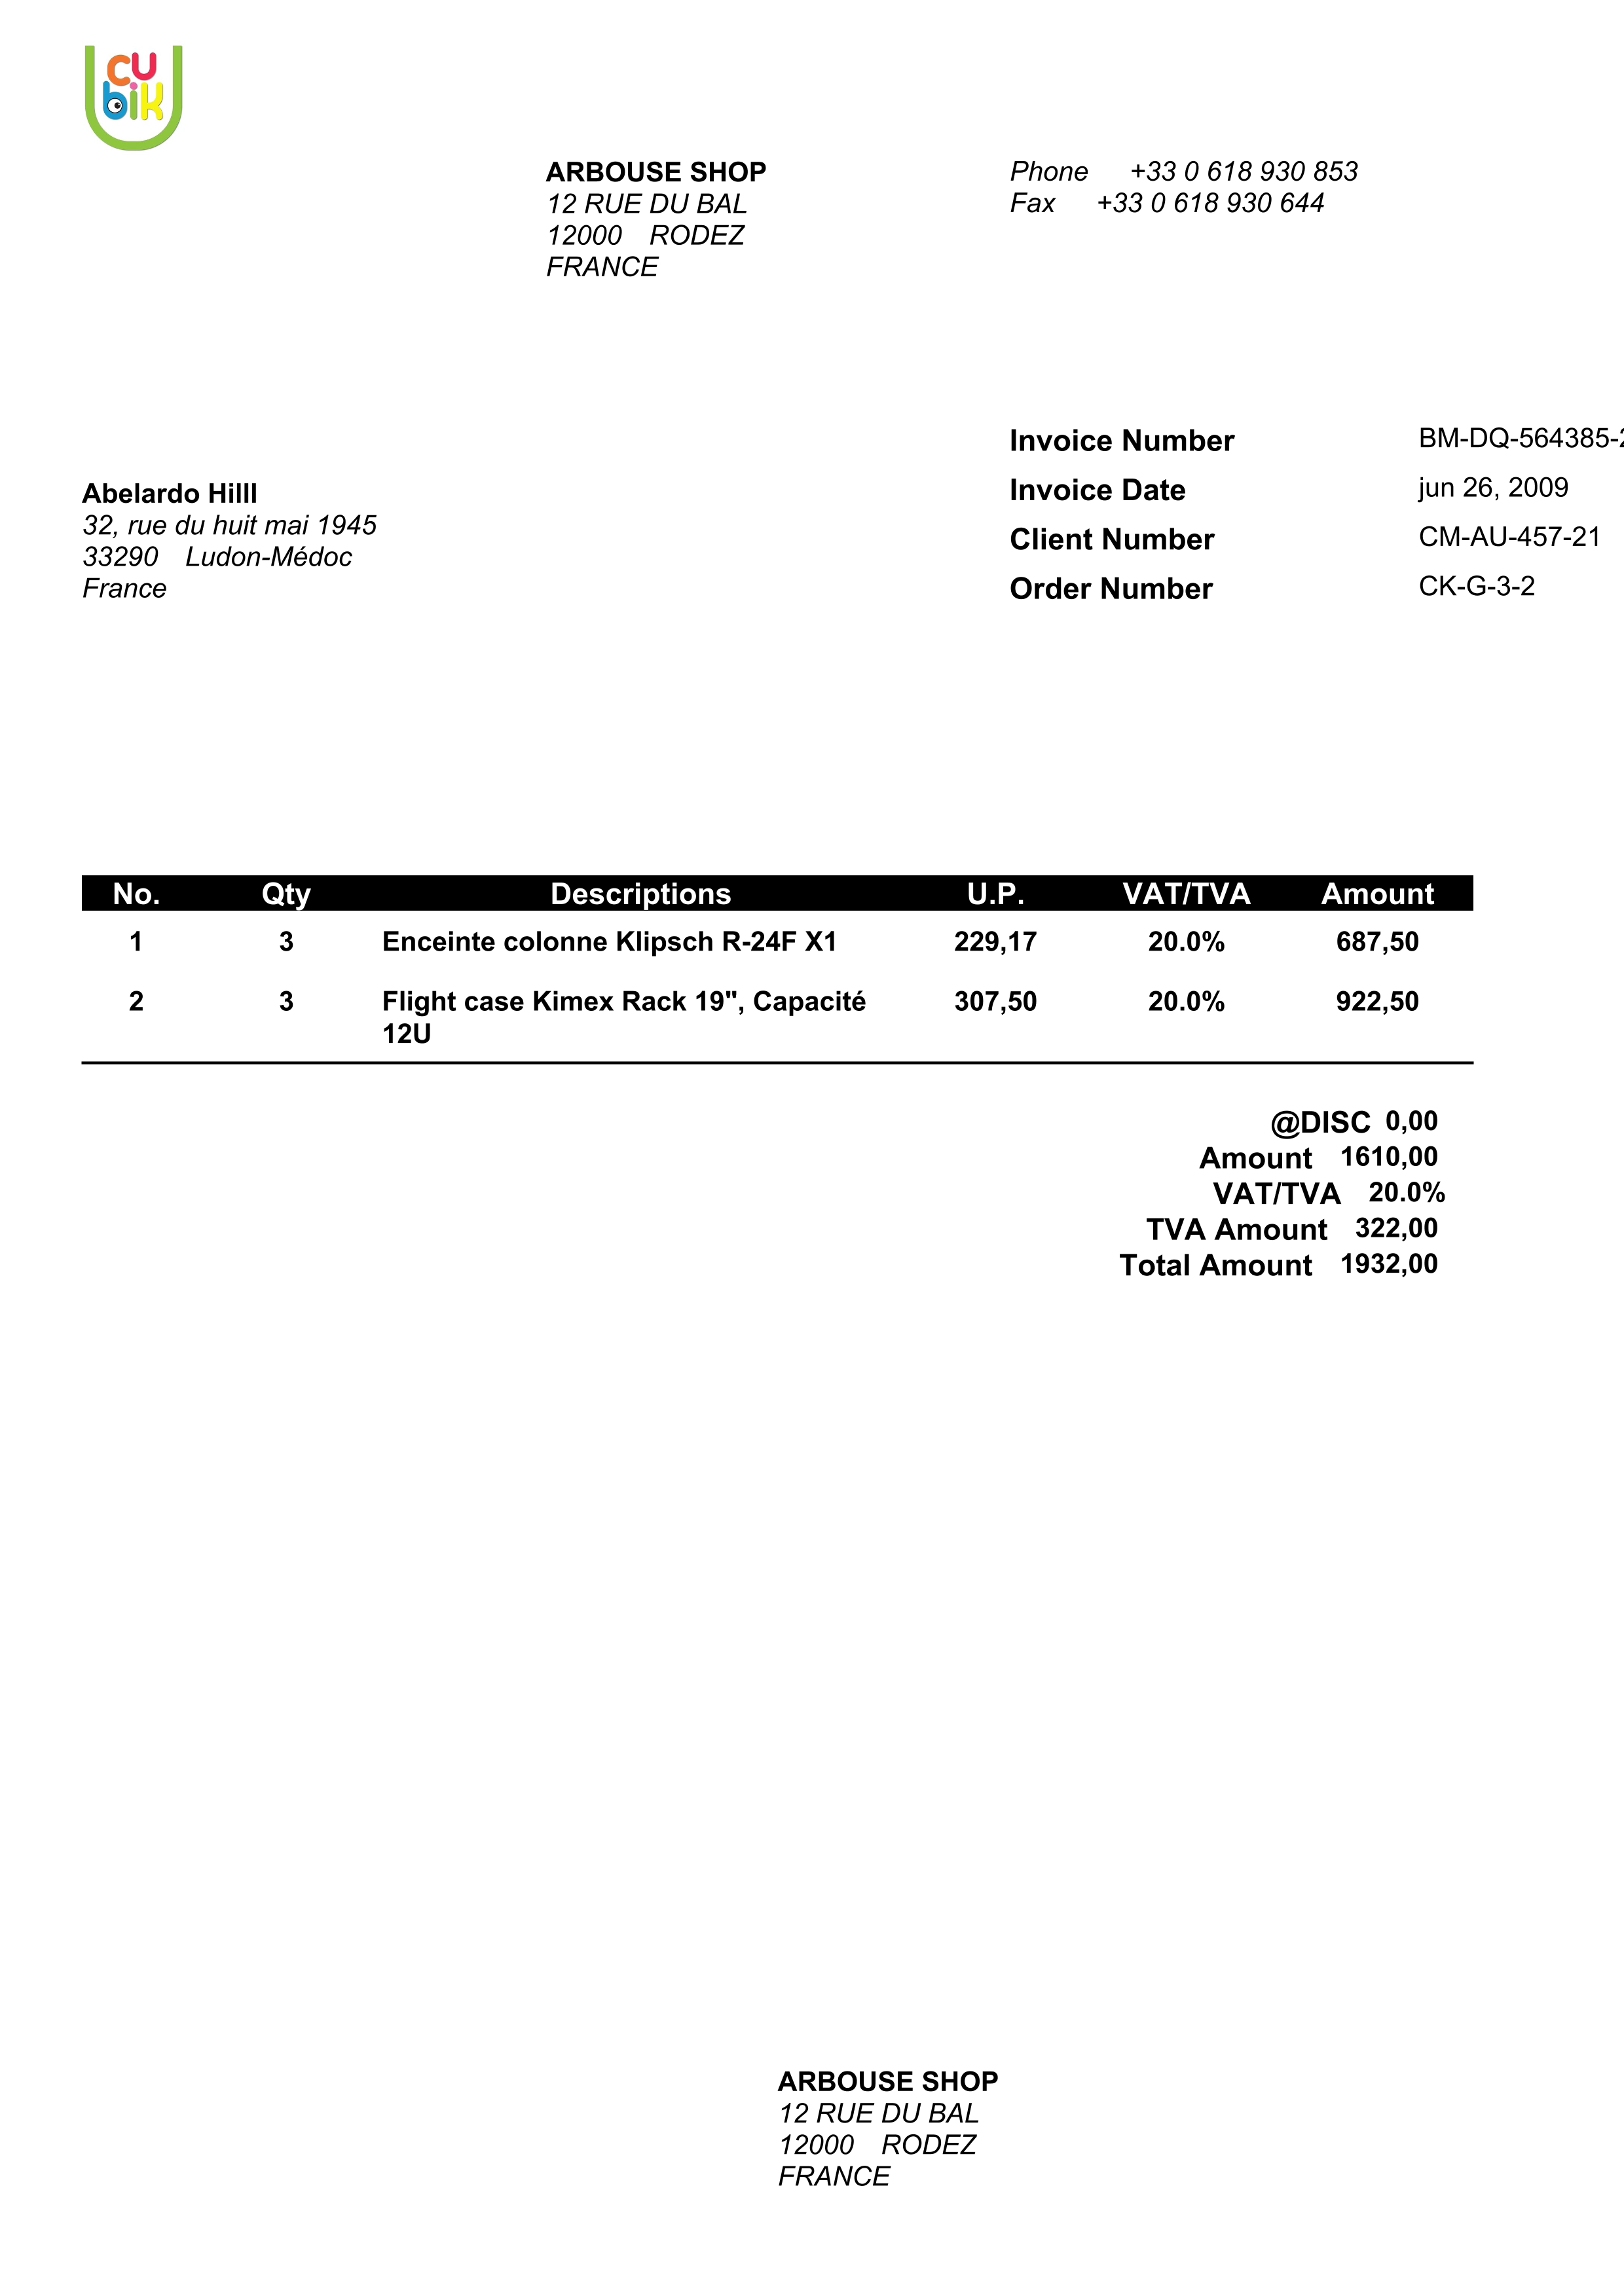 cu
bik
ARBOUSE SHOP
12 RUE DU BAL
12000 RODEZ
FRANCE
Phone +33 0 618 930 853
Fax +33 0 618 930 644
Invoice Number BM-DQ-564385-
Invoice Date jun 26, 2009
Client Number CM-AU-457-21
Order Number CK-G-3-2
Abelardo Hilll
32, rue du huit mai 1945
33290 Ludon-Médoc
France
No. Qty Descriptions U.P. VAT/TVA Amount
1 3 Enceinte colonne Klipsch R-24F X1 229,17 20.0% 687,50
2 3 Flight case Kimex Rack 19", Capacité 307,50 20.0% 922,50
12U
@DISC 0,00
Amount 1610,00
VAT/TVA 20.0%
TVA Amount 322,00
Total Amount 1932,00
ARBOUSE SHOP
12 RUE DU BAL
12000 RODEZ
FRANCE